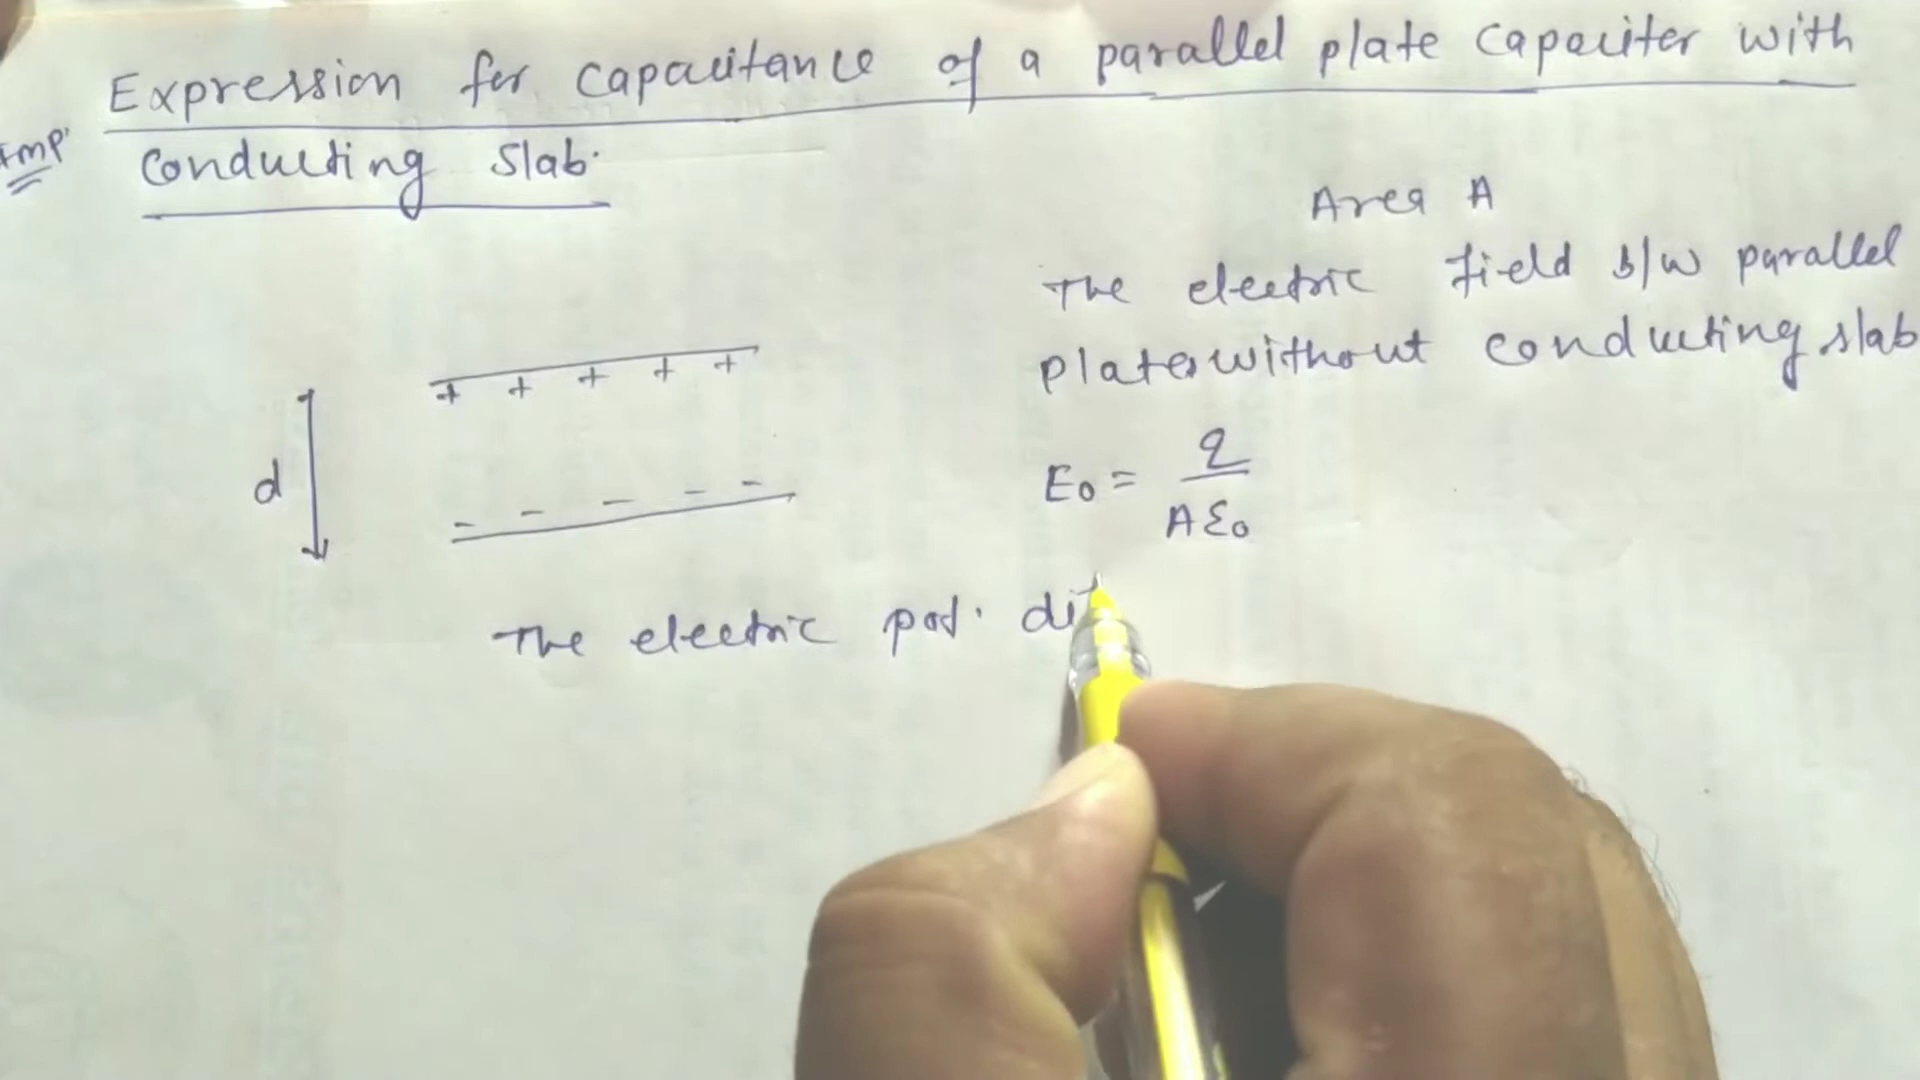 Expression for capacitance of a parallel plate capaciter with
Imp.
Conducting Slab.
Area A
The electric field b/w parallel
plates without conducting slab
+ + + + +
d
E₀ = q / Aε₀
- - - - -
The electric pot. dif